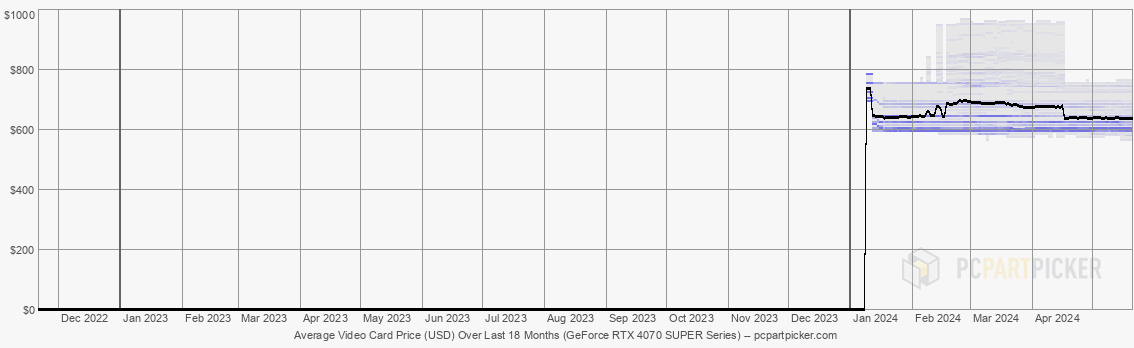 $1000
$800
$600
$400
$200
$0
Dec 2022 Jan 2023 Feb 2023 Mar 2023 Apr 2023 May 2023 Jun 2023 Jul 2023 Aug 2023 Sep 2023 Oct 2023 Nov 2023 Dec 2023 Jan 2024 Feb 2024 Mar 2024 Apr 2024
Average Video Card Price (USD) Over Last 18 Months (GeForce RTX 4070 SUPER Series) -- pcpartpicker.com
PCPARTPICKER